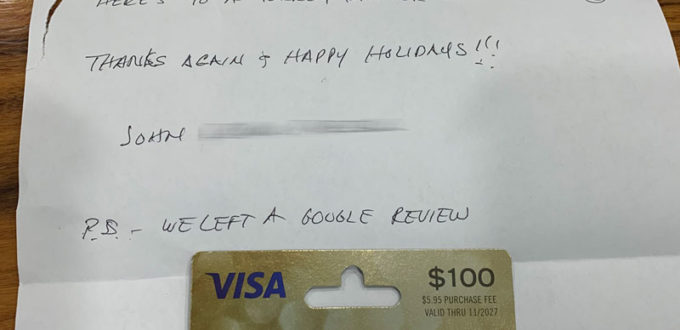 THANKS AGAIN & HAPPY HOLIDAYS!!!
JOHN
P.S. - WE LEFT A GOOGLE REVIEW
VISA
$100
$5.95 PURCHASE FEE
VALID THRU 11/2027